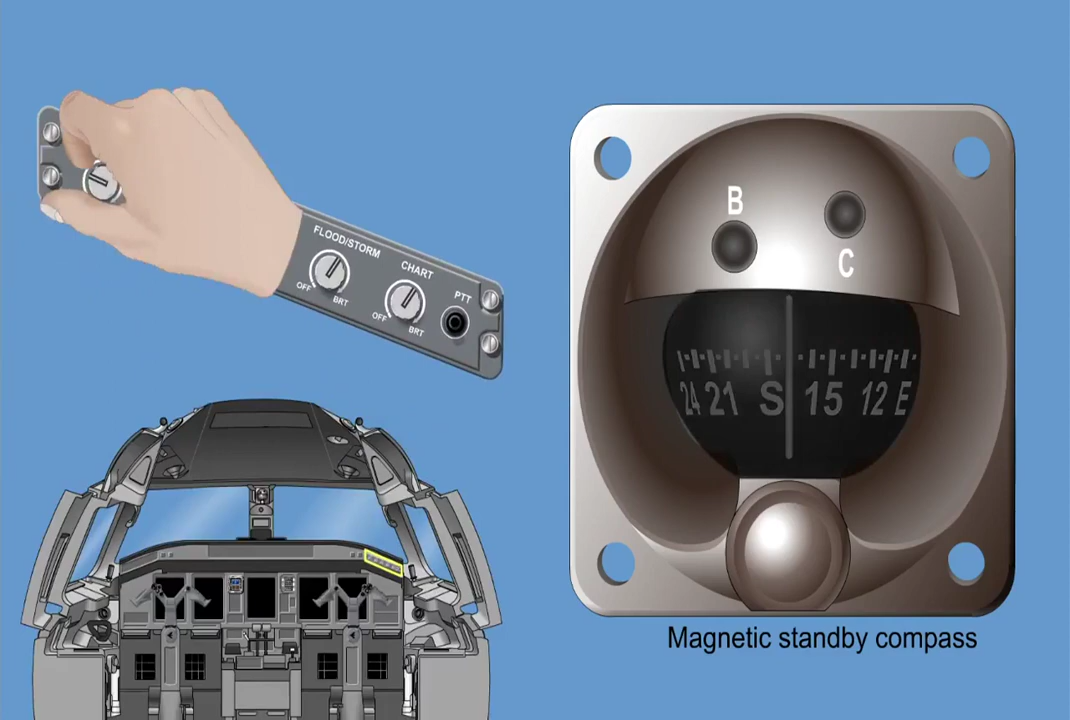 FLOOD/STORM
OFF
BRT
CHART
OFF
BRT
PTT
B
C
24 21 S 15 12 E
Magnetic standby compass